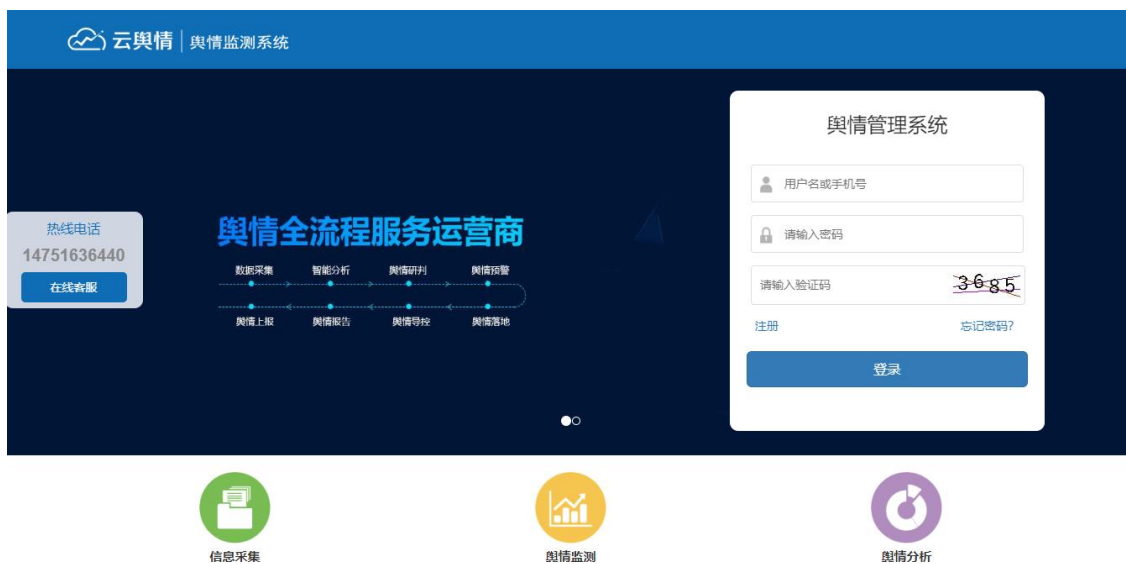 云舆情 | 舆情监测系统
热线电话
14751636440
在线客服
舆情全流程服务运营商
数据采集 智能分析 舆情研判 舆情预警
舆情上报 舆情报告 舆情导控 舆情落地
舆情管理系统
用户名或手机号
请输入密码
请输入验证码 3685
注册 忘记密码?
登录
信息采集 舆情监测 舆情分析